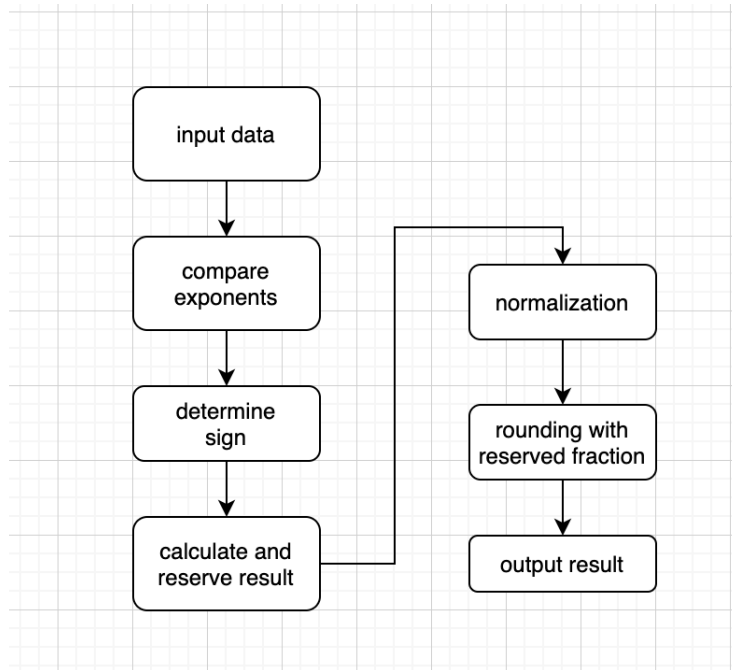 input data
compare
exponents
determine
sign
calculate and
reserve result
normalization
rounding with
reserved fraction
output result